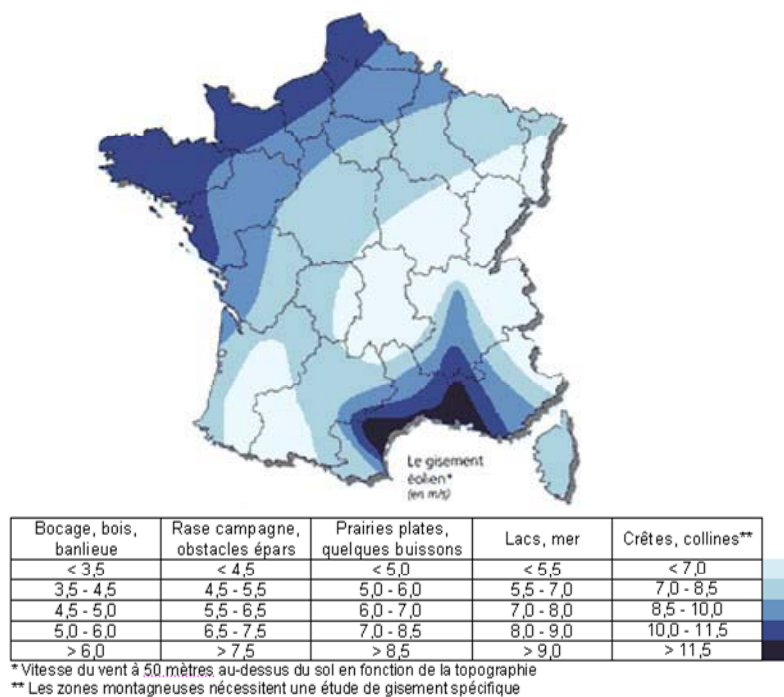 Le gisement
éolien*
(en m/s)
Bocage, bois, banlieue | Rase campagne, obstacles épars | Prairies plates, quelques buissons | Lacs, mer | Crêtes, collines**
< 3,5 | < 4,5 | < 5,0 | < 5,5 | < 7,0
3,5 - 4,5 | 4,5 - 5,5 | 5,0 - 6,0 | 5,5 - 7,0 | 7,0 - 8,5
4,5 - 5,0 | 5,5 - 6,5 | 6,0 - 7,0 | 7,0 - 8,0 | 8,5 - 10,0
5,0 - 6,0 | 6,5 - 7,5 | 7,0 - 8,5 | 8,0 - 9,0 | 10,0 - 11,5
> 6,0 | > 7,5 | > 8,5 | > 9,0 | > 11,5
* Vitesse du vent à 50 mètres au-dessus du sol en fonction de la topographie
** Les zones montagneuses nécessitent une étude de gisement spécifique